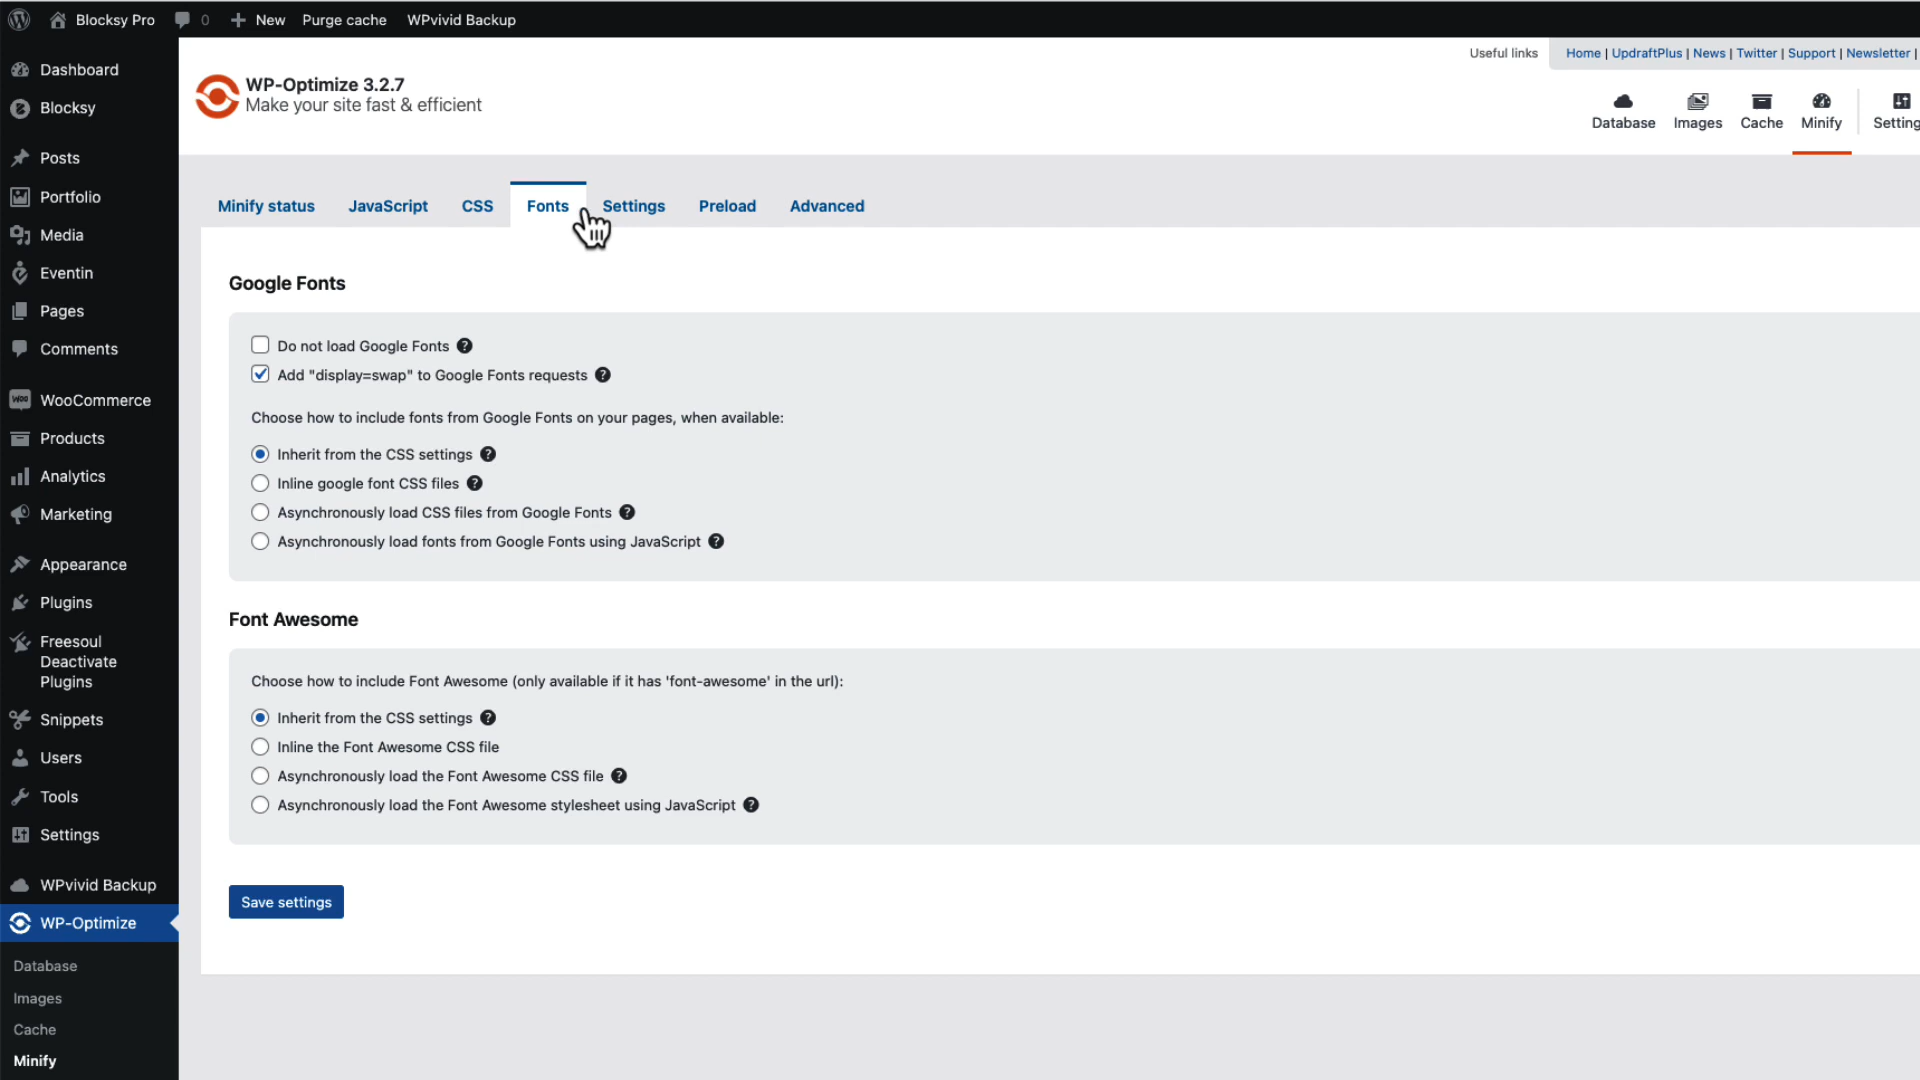 Blocksy Pro
0
New
Purge cache
WPvivid Backup
Dashboard
Blocksy
Posts
Portfolio
Media
Eventin
Pages
Comments
WooCommerce
Products
Analytics
Marketing
Appearance
Plugins
Freesoul
Deactivate
Plugins
Snippets
Users
Tools
Settings
WPvivid Backup
WP-Optimize
Database
Images
Cache
Minify
Useful links
Home | UpdraftPlus | News | Twitter | Support | Newsletter |
WP-Optimize 3.2.7
Make your site fast & efficient
Database
Images
Cache
Minify
Setting
Minify status
JavaScript
CSS
Fonts
Settings
Preload
Advanced
Google Fonts
Do not load Google Fonts ?
Add "display=swap" to Google Fonts requests ?
Choose how to include fonts from Google Fonts on your pages, when available:
Inherit from the CSS settings ?
Inline google font CSS files ?
Asynchronously load CSS files from Google Fonts ?
Asynchronously load fonts from Google Fonts using JavaScript ?
Font Awesome
Choose how to include Font Awesome (only available if it has 'font-awesome' in the url):
Inherit from the CSS settings ?
Inline the Font Awesome CSS file
Asynchronously load the Font Awesome CSS file ?
Asynchronously load the Font Awesome stylesheet using JavaScript ?
Save settings